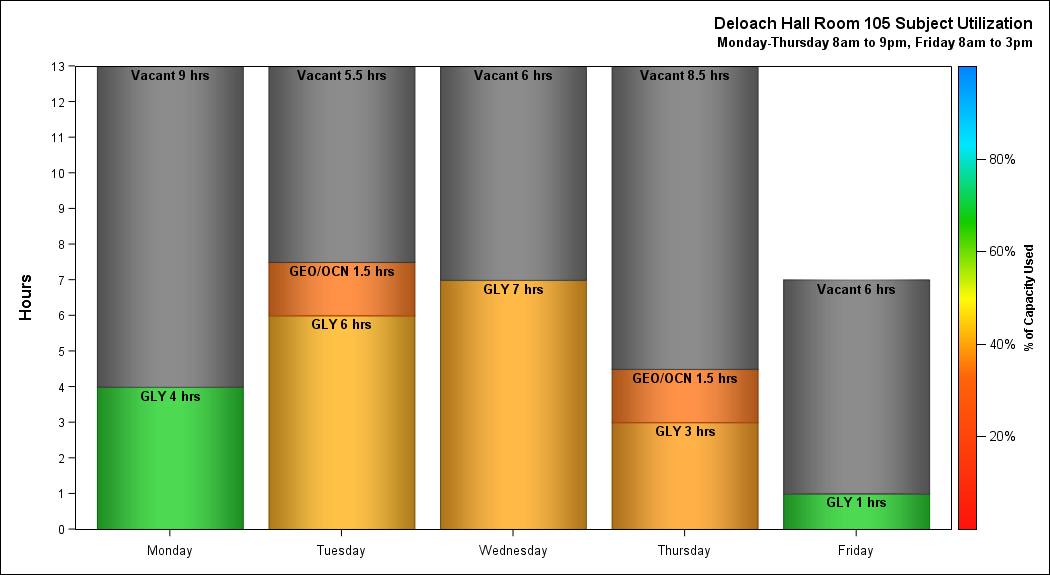 Deloach Hall Room 105 Subject Utilization
Monday-Thursday 8am to 9pm, Friday 8am to 3pm
Hours
13
12
11
10
9
8
7
6
5
4
3
2
1
0
Vacant 9 hrs
GLY 4 hrs
Vacant 5.5 hrs
GEO/OCN 1.5 hrs
GLY 6 hrs
Vacant 6 hrs
GLY 7 hrs
Vacant 8.5 hrs
GEO/OCN 1.5 hrs
GLY 3 hrs
Vacant 6 hrs
GLY 1 hrs
Monday
Tuesday
Wednesday
Thursday
Friday
80%
60%
40%
20%
% of Capacity Used